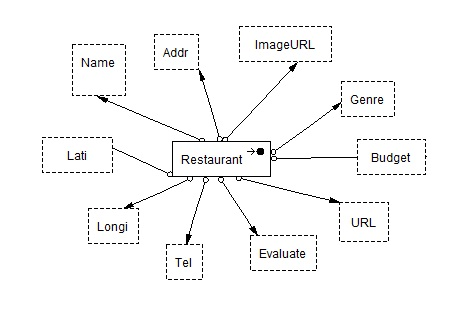 ImageURL
Addr
Name
Genre
Lati
Restaurant
Budget
Longi
URL
Tel
Evaluate